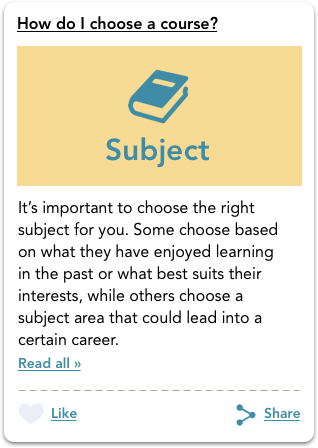 How do I choose a course?
Subject
It’s important to choose the right
subject for you. Some choose based
on what they have enjoyed learning
in the past or what best suits their
interests, while others choose a
subject area that could lead into a
certain career.
Read all »
Like
Share